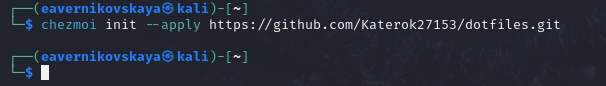 ┌──(eavernikovskaya㉿kali)-[~]
└─$ chezmoi init --apply https://github.com/Katerok27153/dotfiles.git
┌──(eavernikovskaya㉿kali)-[~]
└─$